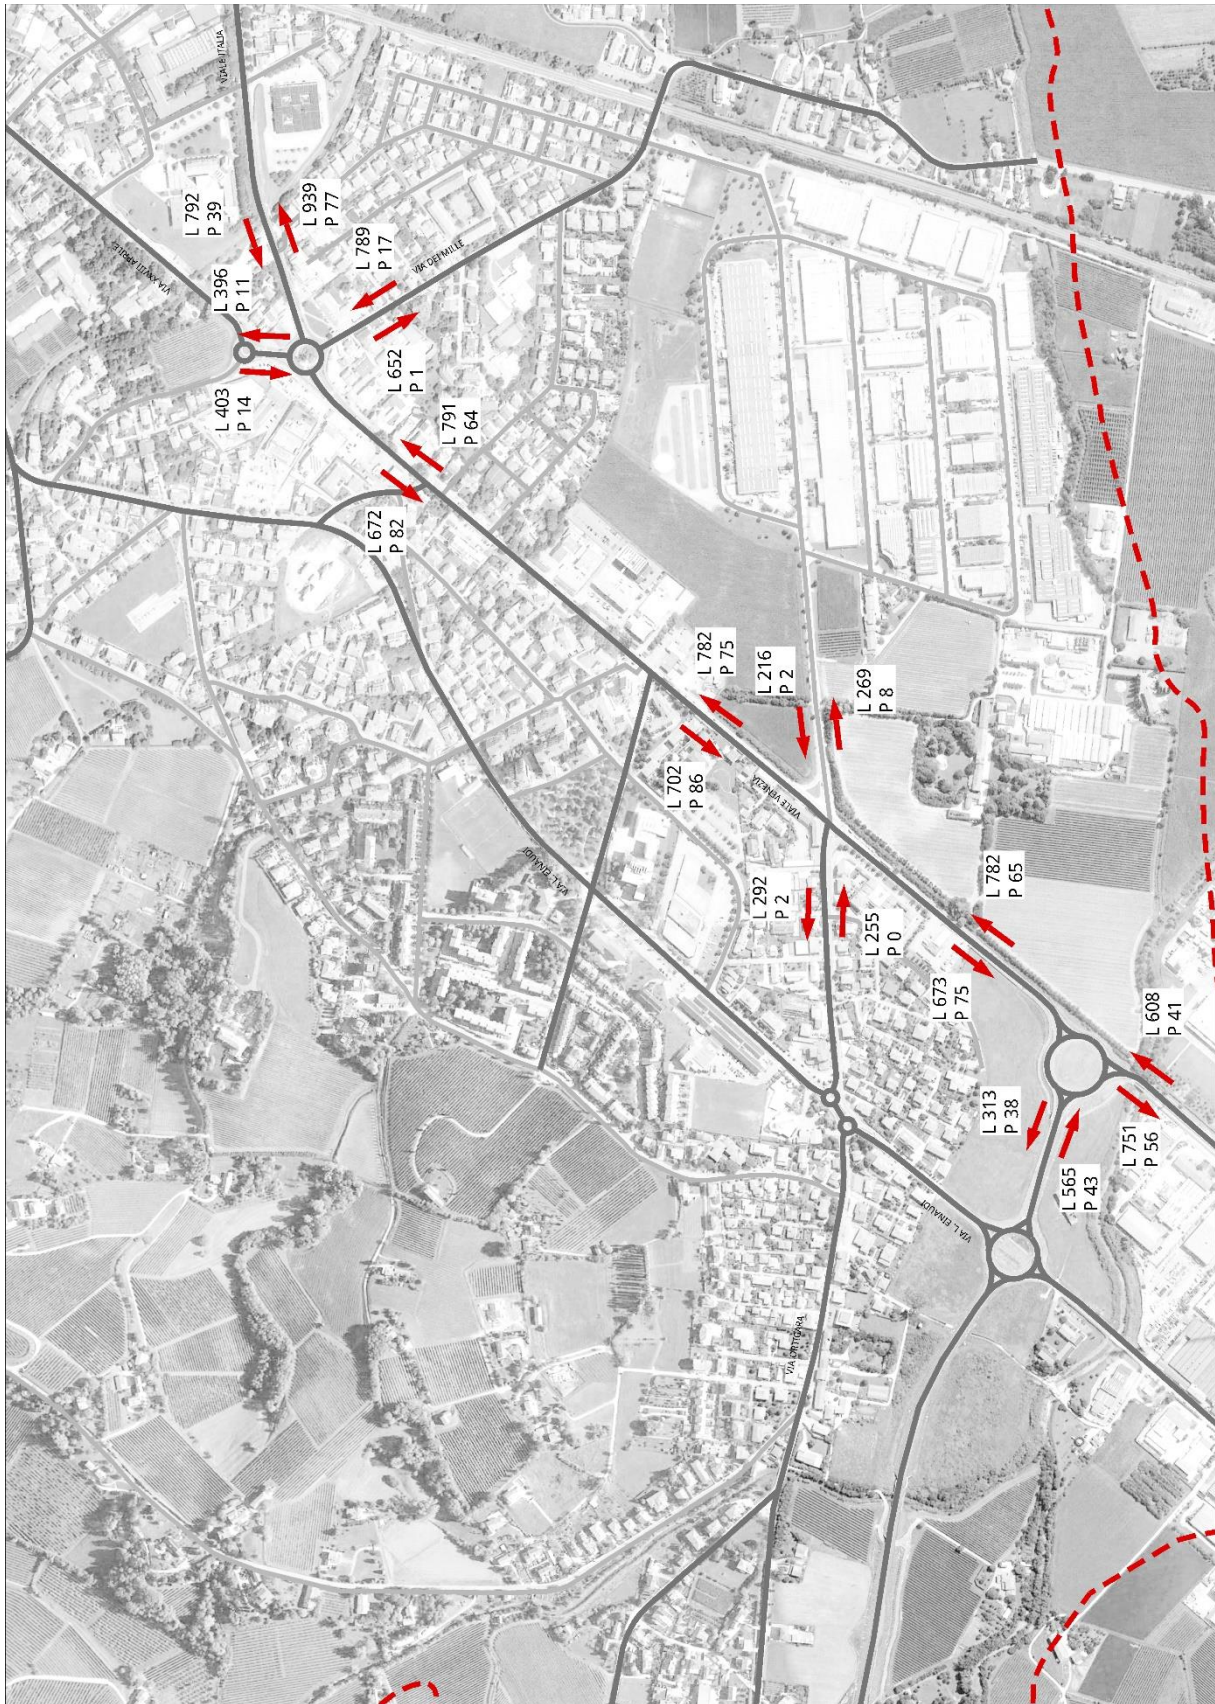 VIA XXVIII APRILE
L 792
P 39
L 403
P 14
L 396
P 11
VIALE ITALIA
L 939
P 77
L 789
P 17
L 672
P 82
L 652
P 1
VIA DEI MILLE
L 791
P 64
VIA L. EINAUDI
L 702
P 86
L 782
P 75
L 292
P 2
L 216
P 2
VIALE VENEZIA
VIA ORTIGARA
L 255
P 0
L 269
P 8
L 673
P 75
VIA L. EINAUDI
L 313
P 38
L 782
P 65
L 565
P 43
L 751
P 56
L 608
P 41